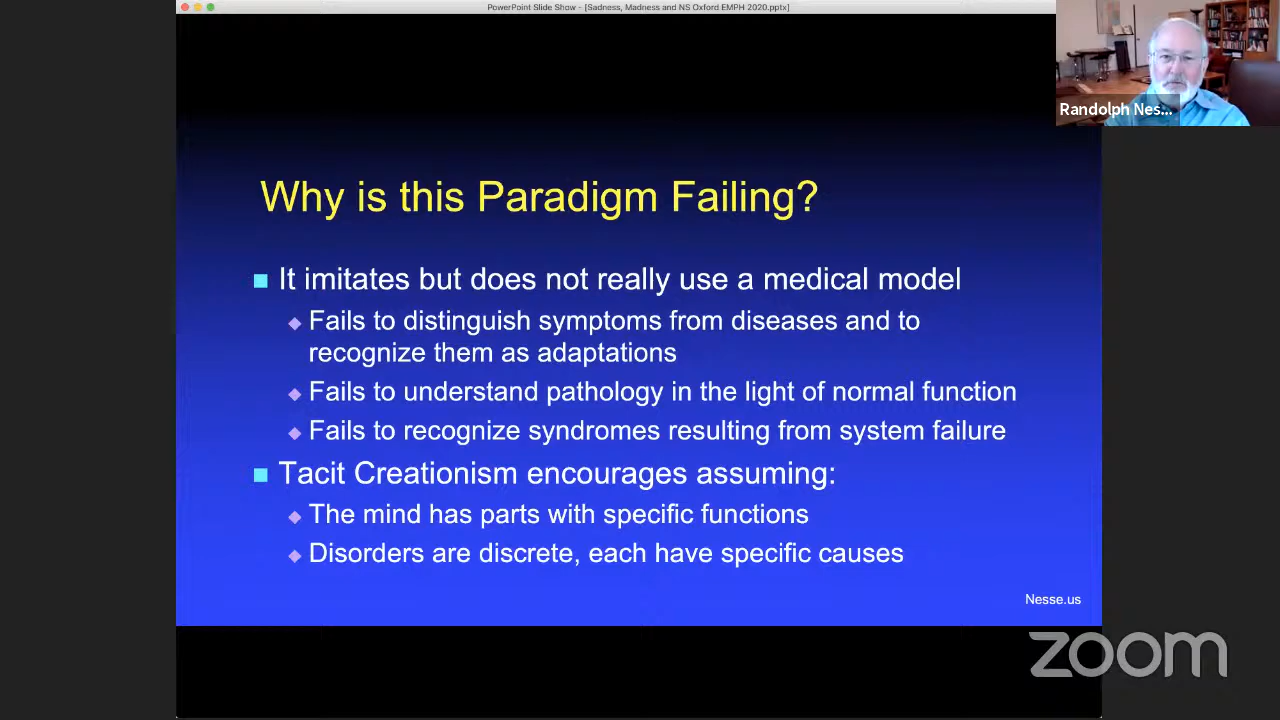 PowerPoint Slide Show - [Sadness, Madness and NS Oxford EMPH 2020.pptx]
Randolph Nes...
Why is this Paradigm Failing?
It imitates but does not really use a medical model
Fails to distinguish symptoms from diseases and to
recognize them as adaptations
Fails to understand pathology in the light of normal function
Fails to recognize syndromes resulting from system failure
Tacit Creationism encourages assuming:
The mind has parts with specific functions
Disorders are discrete, each have specific causes
Nesse.us
zoom